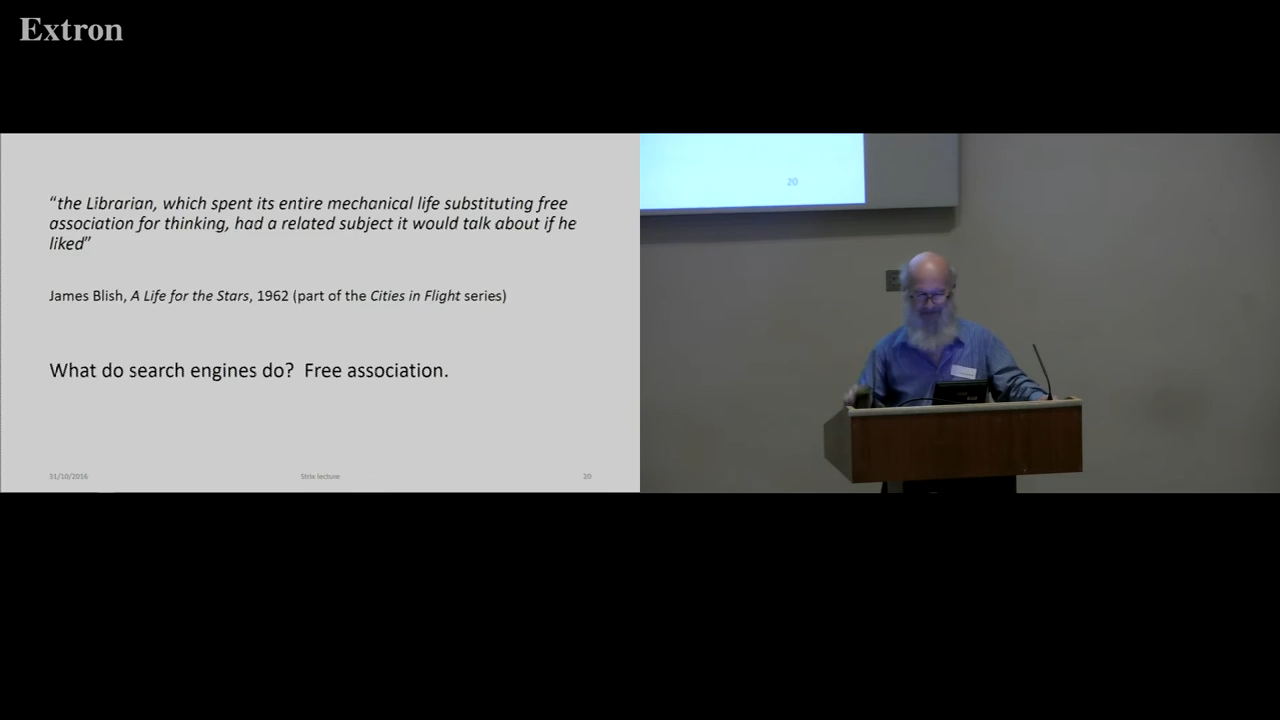 Extron
“the Librarian, which spent its entire mechanical life substituting free
association for thinking, had a related subject it would talk about if he
liked”
James Blish, A Life for the Stars, 1962 (part of the Cities in Flight series)
What do search engines do?  Free association.
31/10/2016
Strix lecture
20
20